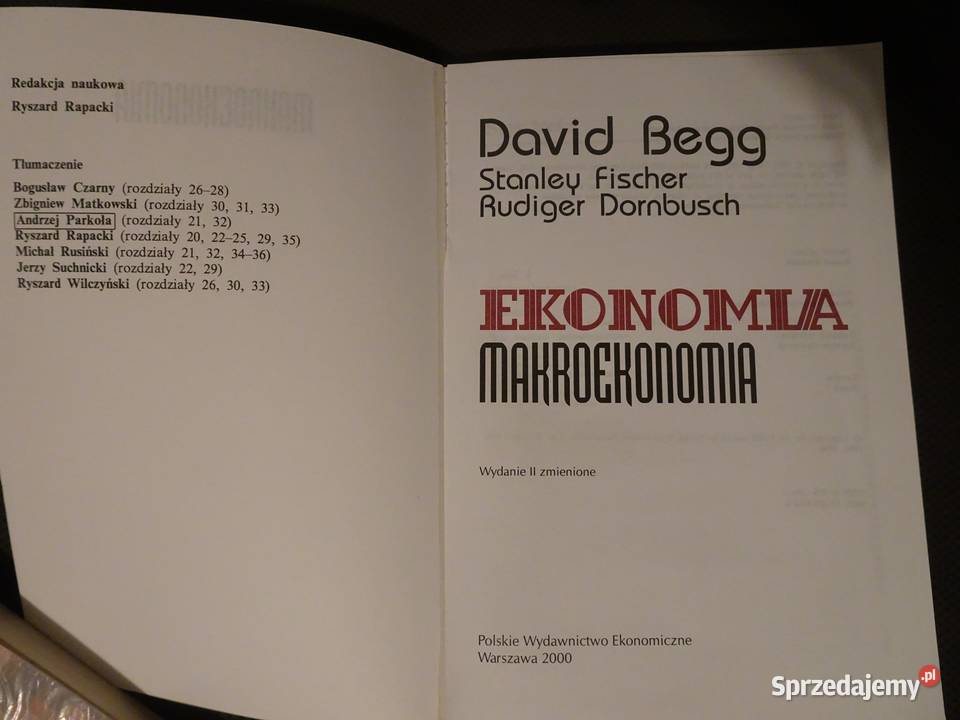 Redakcja naukowa
Ryszard Rapacki
Tłumaczenie
Bogusław Czarny (rozdziały 26–28)
Zbigniew Matkowski (rozdziały 30, 31, 33)
Andrzej Parkoła (rozdziały 21, 32)
Ryszard Rapacki (rozdziały 20, 22–25, 29, 35)
Michał Rusiński (rozdziały 21, 32, 34–36)
Jerzy Suchnicki (rozdziały 22, 29)
Ryszard Wilczyński (rozdziały 26, 30, 33)
David Begg
Stanley Fischer
Rudiger Dornbusch
EKONOMIA
MAKROEKONOMIA
Wydanie II zmienione
Polskie Wydawnictwo Ekonomiczne
Warszawa 2000
Sprzedajemy.pl